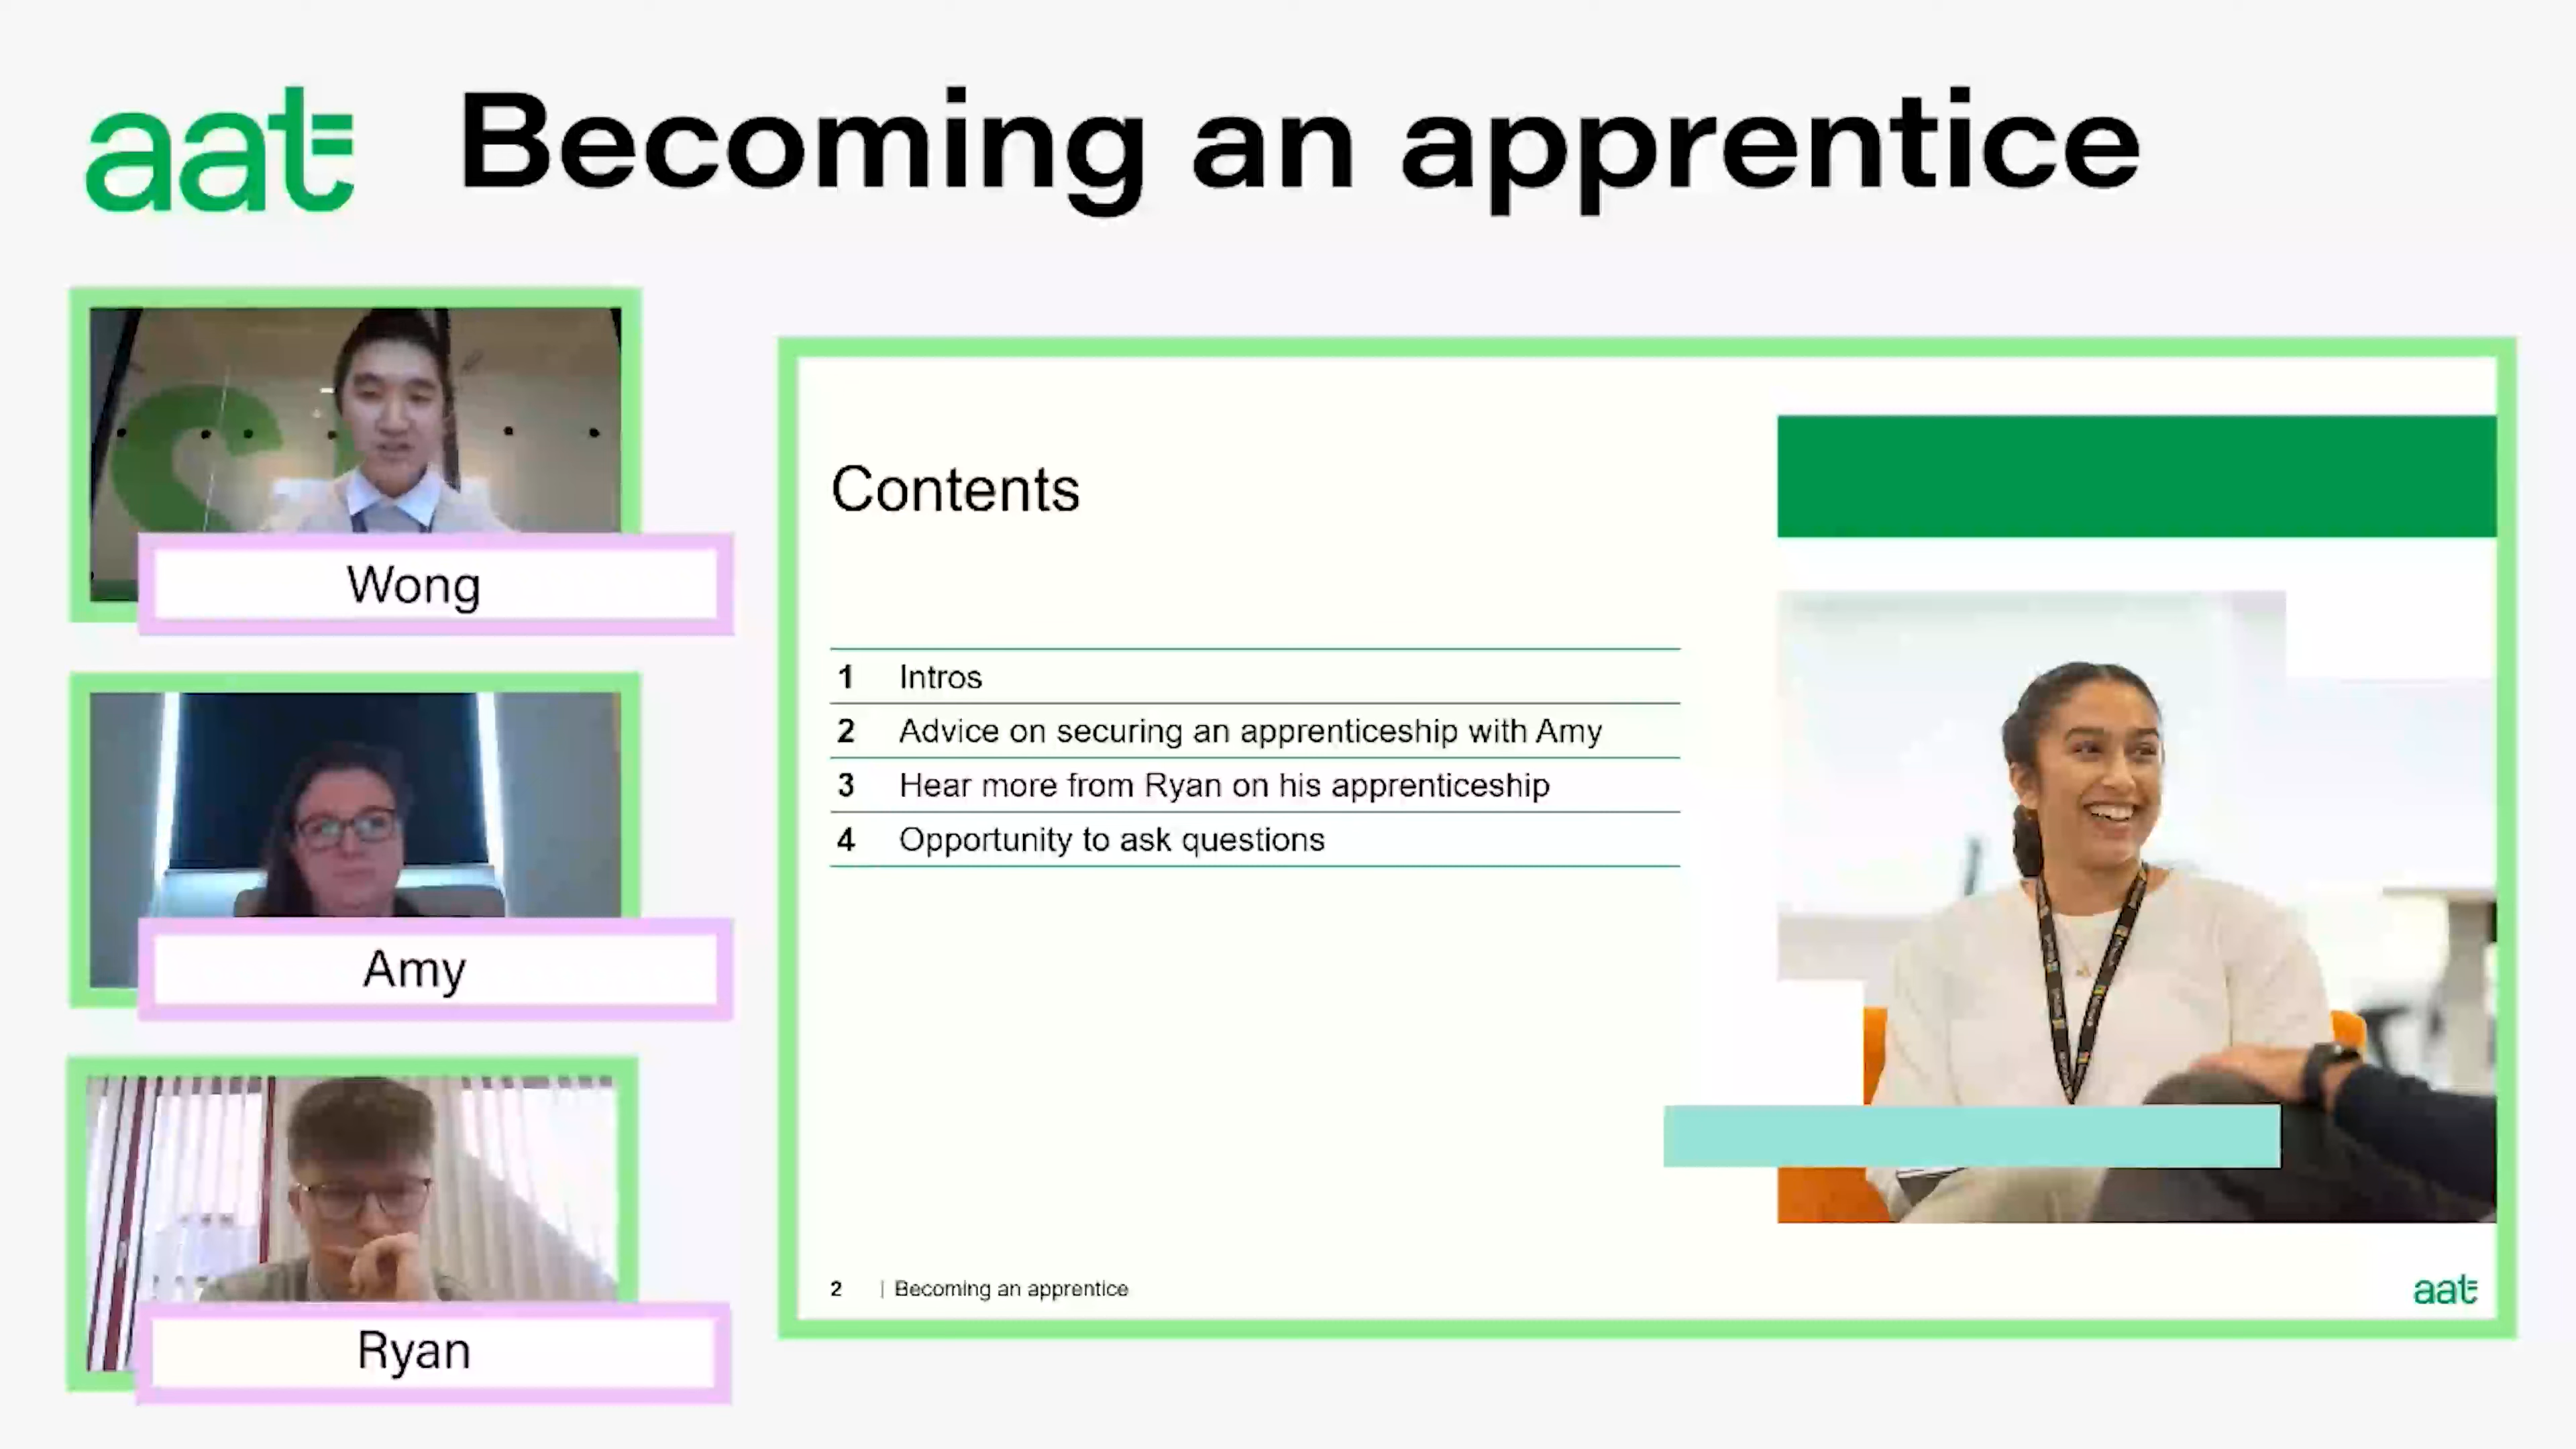 aat
Becoming an apprentice
Wong
Amy
Ryan
Contents
1 Intros
2 Advice on securing an apprenticeship with Amy
3 Hear more from Ryan on his apprenticeship
4 Opportunity to ask questions
2 | Becoming an apprentice
aat